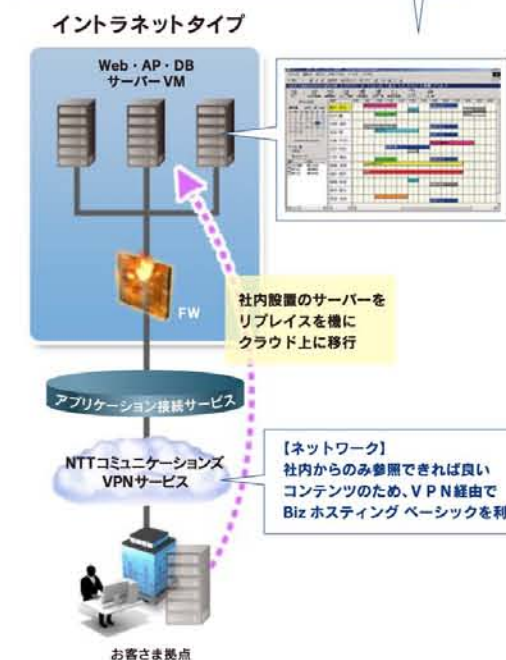 イントラネットタイプ
Web・AP・DB
サーバーVM
FW
社内設置のサーバーを
リプレイスを機に
クラウド上に移行
アプリケーション接続サービス
NTTコミュニケーションズ
VPNサービス
【ネットワーク】
社内からのみ参照できれば良い
コンテンツのため、VPN経由で
Biz ホスティング ベーシックを利
お客さま拠点